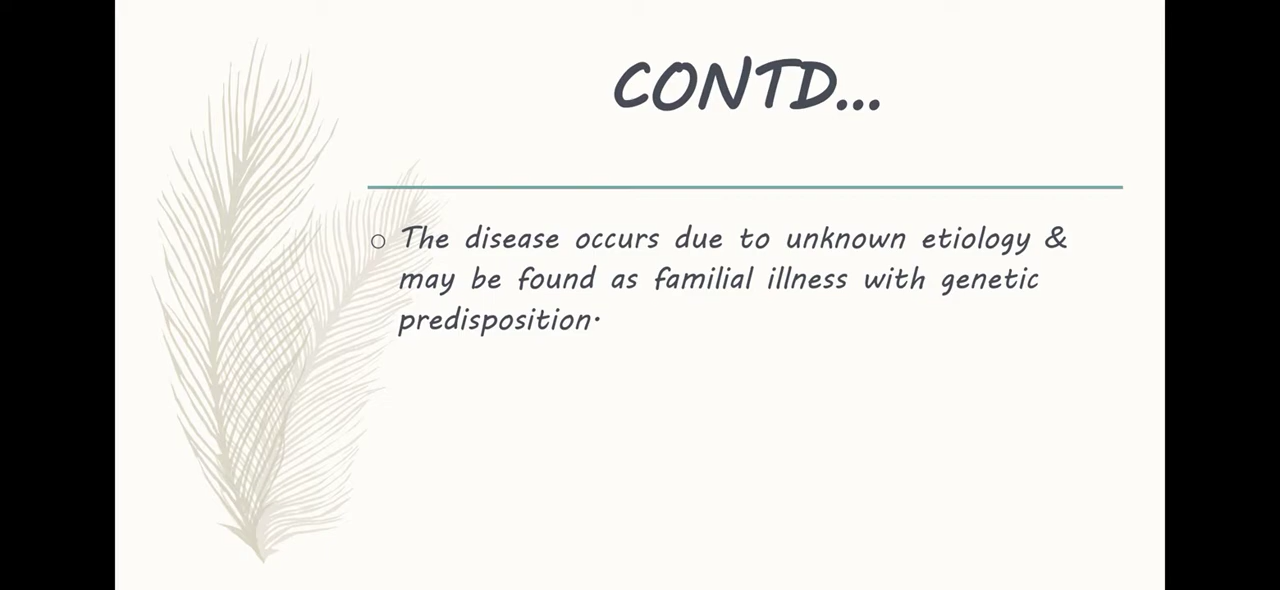 CONTD...
○ The disease occurs due to unknown etiology &
may be found as familial illness with genetic
predisposition.